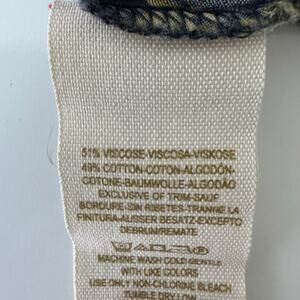 51% VISCOSE-VISCOSA-VISKOSE
49% COTTON-COTON-ALGODÓN-
COTONE-BAUMWOLLE-ALGODÃO
EXCLUSIVE OF TRIM-SAUF
BORDURE-SIN RIBETES-TRANNE LA
FINITURA-AUSSER BESATZ-EXCEPTO
DEBRUM/REMATE
MACHINE WASH COLD-GENTLE
WITH LIKE COLORS
USE ONLY NON-CHLORINE BLEACH
TUMBLE DRY LOW